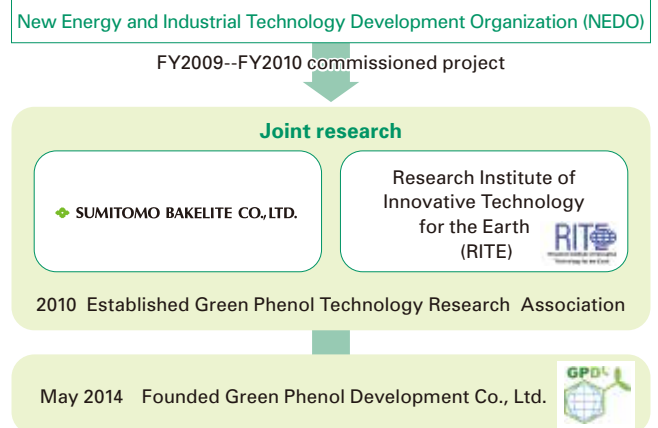 New Energy and Industrial Technology Development Organization (NEDO)
FY2009--FY2010 commissioned project
Joint research
SUMITOMO BAKELITE CO., LTD.
Research Institute of
Innovative Technology
for the Earth
(RITE)
RITE
2010 Established Green Phenol Technology Research Association
May 2014 Founded Green Phenol Development Co., Ltd.